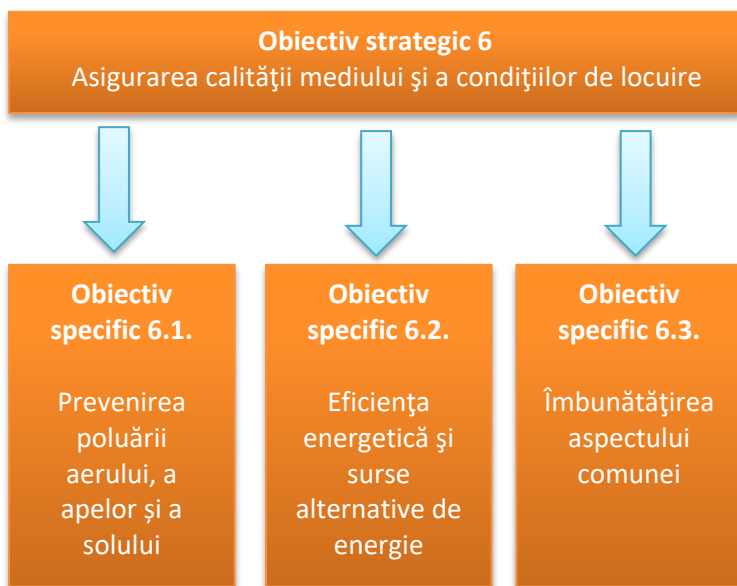 Obiectiv strategic 6
Asigurarea calităţii mediului şi a condiţiilor de locuire
Obiectiv
specific 6.1.
Prevenirea
poluării
aerului, a
apelor și a
solului
Obiectiv
specific 6.2.
Eficienţa
energetică şi
surse
alternative de
energie
Obiectiv
specific 6.3.
Îmbunătăţirea
aspectului
comunei